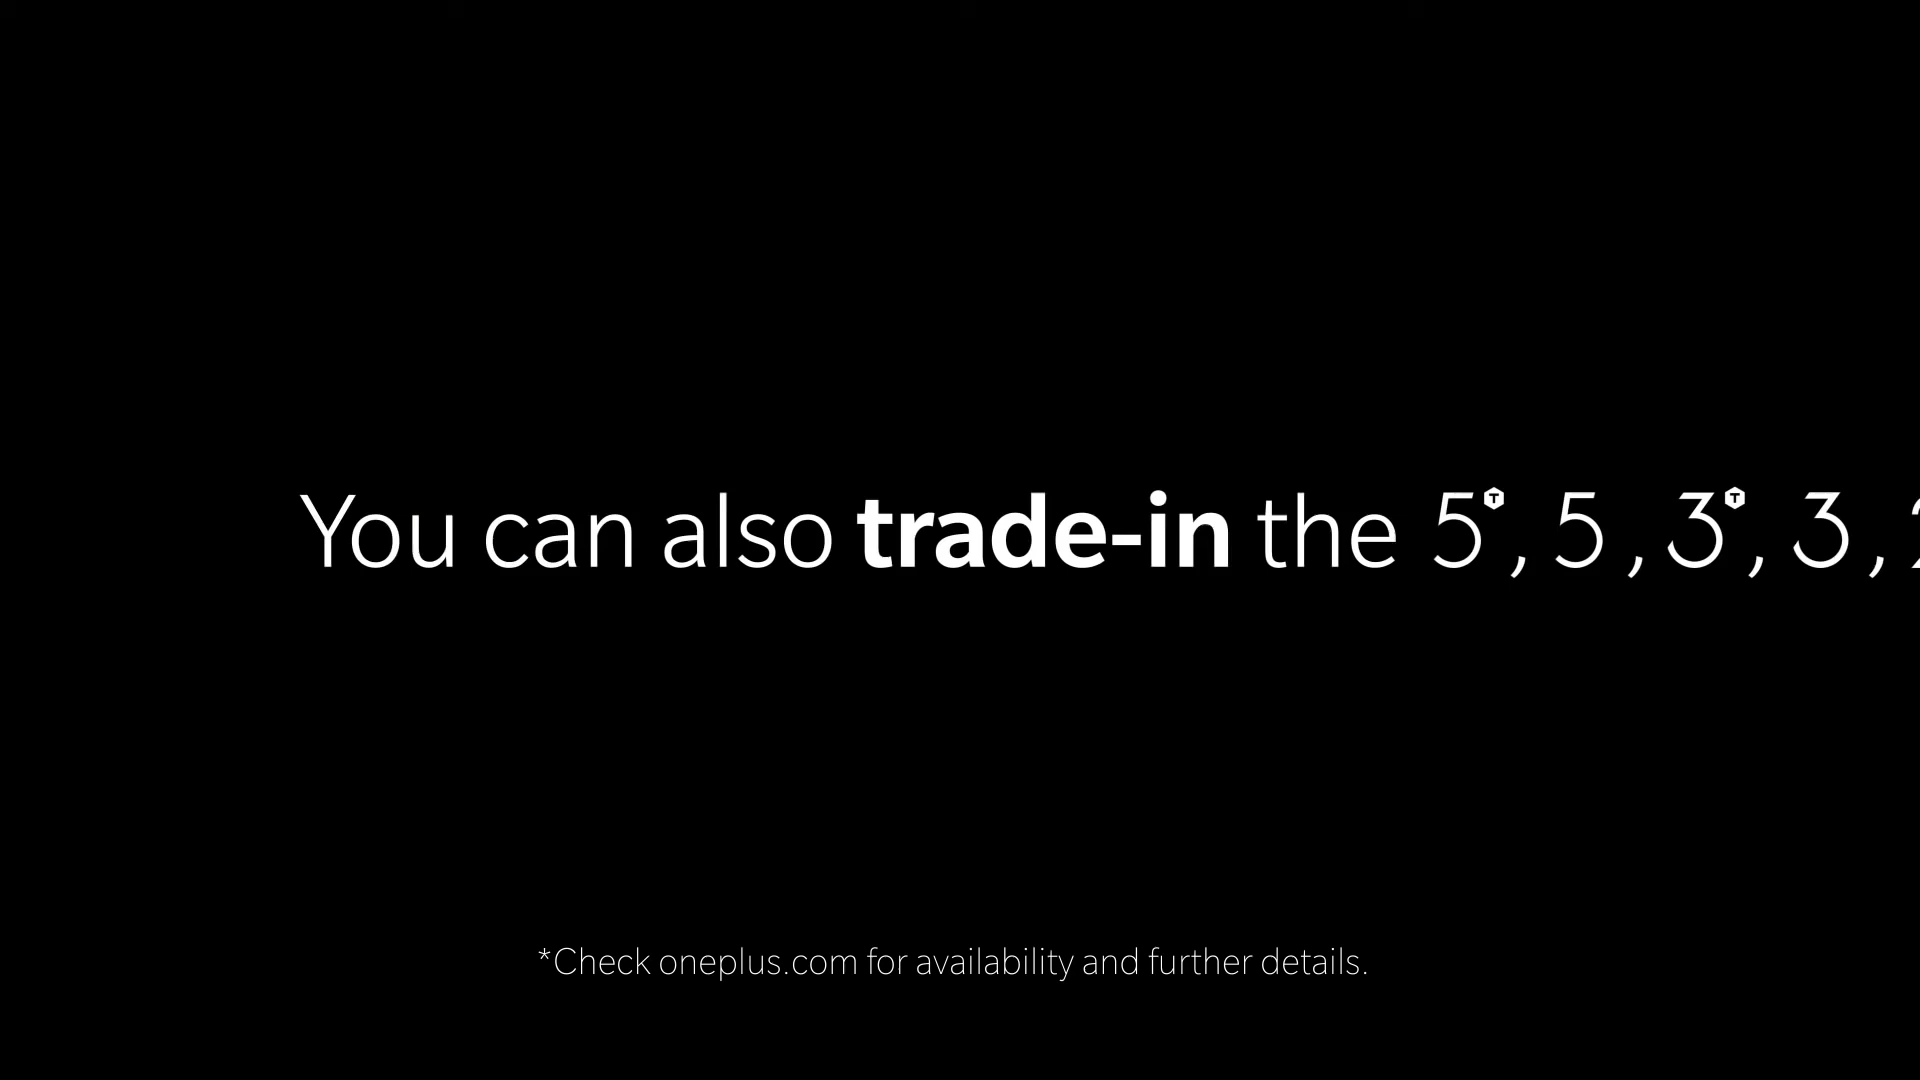 You can also trade-in the 5T, 5, 3T, 3,
*Check oneplus.com for availability and further details.